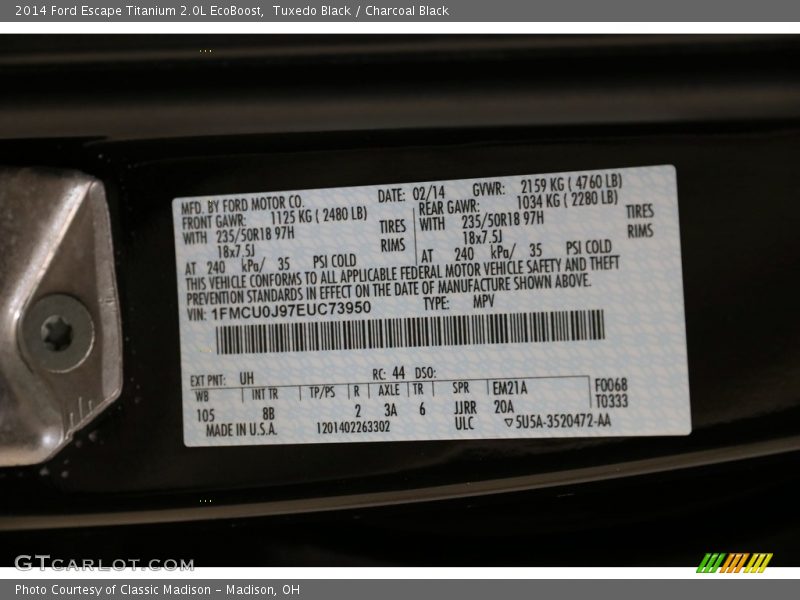 2014 Ford Escape Titanium 2.0L EcoBoost,  Tuxedo Black / Charcoal Black
MFD. BY FORD MOTOR CO. DATE: 02/14 GVWR: 2159 KG ( 4760 LB)
FRONT GAWR: 1125 KG ( 2480 LB) REAR GAWR: 1034 KG ( 2280 LB)
WITH 235/50R18 97H TIRES WITH 235/50R18 97H TIRES
18x7.5J RIMS 18x7.5J RIMS
AT 240 kPa/ 35 PSI COLD AT 240 kPa/ 35 PSI COLD
THIS VEHICLE CONFORMS TO ALL APPLICABLE FEDERAL MOTOR VEHICLE SAFETY AND THEFT
PREVENTION STANDARDS IN EFFECT ON THE DATE OF MANUFACTURE SHOWN ABOVE.
VIN: 1FMCU0J97EUC73950 TYPE: MPV
EXT PNT: UH RC: 44 DSO:
WB INT TR TP/PS R AXLE TR SPR EM21A F0068
105 8B 2 3A 6 JJRR 20A T0333
MADE IN U.S.A. 1201402263302 ULC ▽5U5A-3520472-AA
GTCARLOT.COM
Photo Courtesy of Classic Madison – Madison, OH